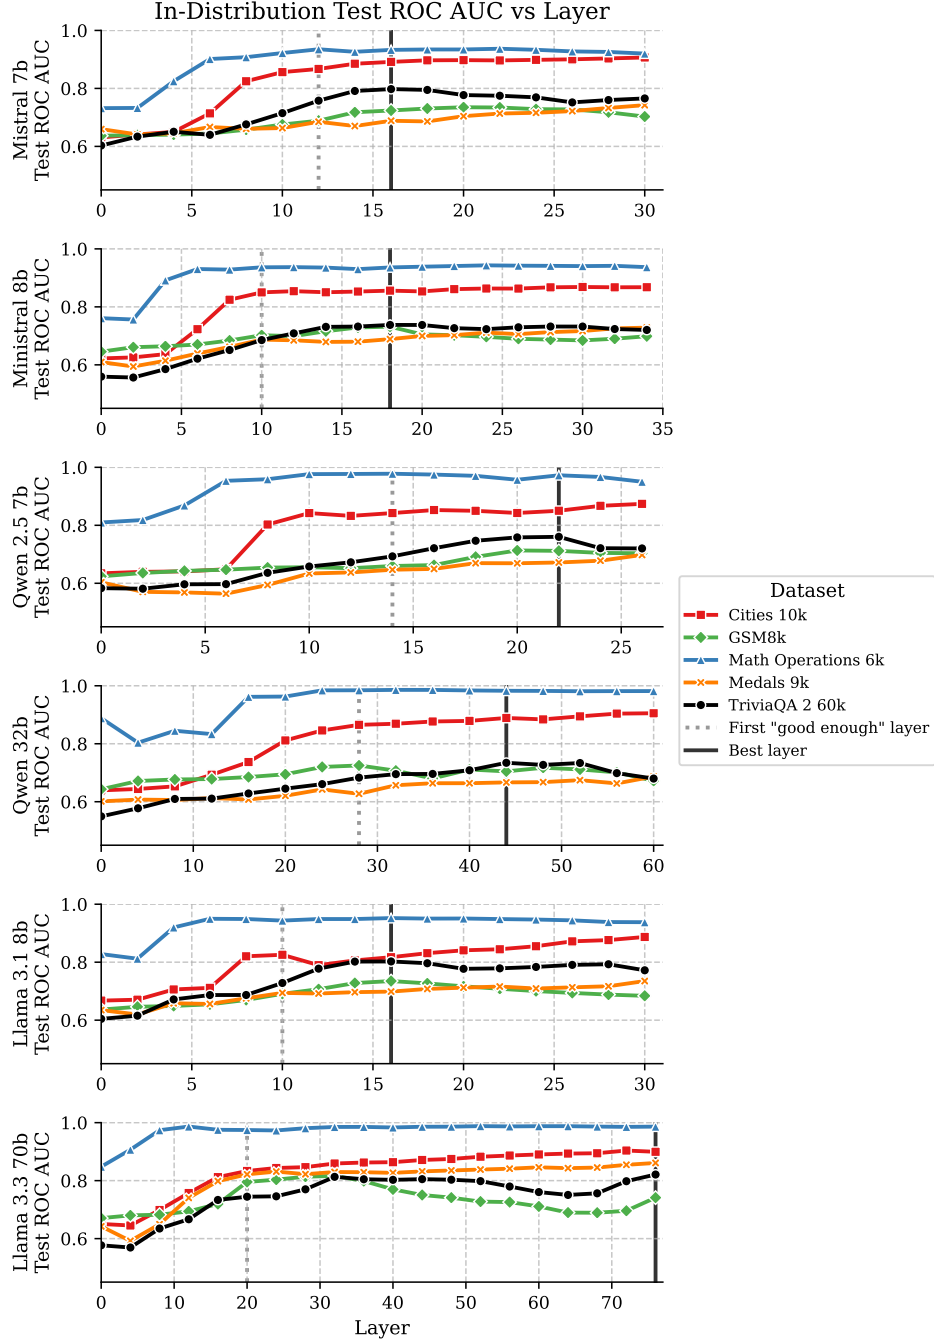 In-Distribution Test ROC AUC vs Layer
Mistral 7b
Test ROC AUC
1.0
0.8
0.6
0 5 10 15 20 25 30
Ministral 8b
Test ROC AUC
1.0
0.8
0.6
0 5 10 15 20 25 30 35
Qwen 2.5 7b
Test ROC AUC
1.0
0.8
0.6
0 5 10 15 20 25
Dataset
Cities 10k
GSM8k
Math Operations 6k
Medals 9k
TriviaQA 2 60k
First "good enough" layer
Best layer
Qwen 32b
Test ROC AUC
1.0
0.8
0.6
0 10 20 30 40 50 60
Llama 3.1 8b
Test ROC AUC
1.0
0.8
0.6
0 5 10 15 20 25 30
Llama 3.3 70b
Test ROC AUC
1.0
0.8
0.6
0 10 20 30 40 50 60 70
Layer